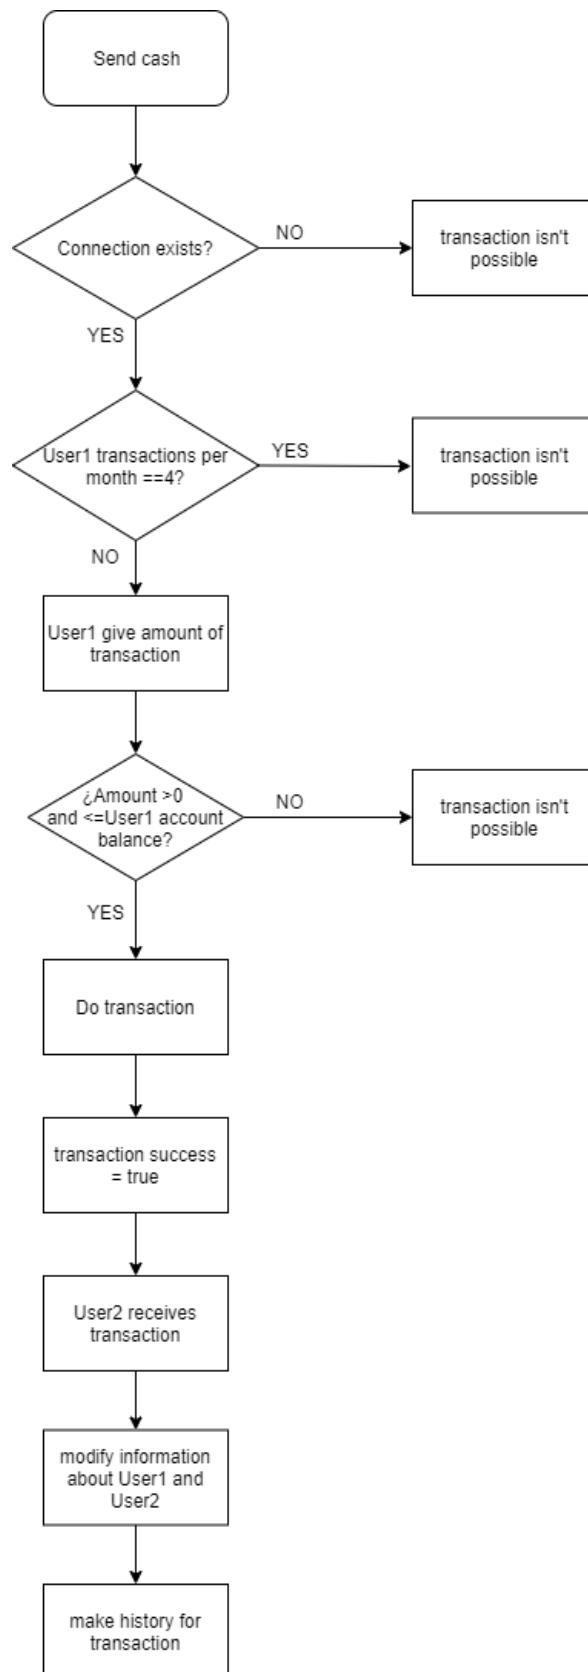 Send cash
Connection exists?
NO
transaction isn't
possible
YES
User1 transactions per
month ==4?
YES
transaction isn't
possible
NO
User1 give amount of
transaction
¿Amount >0
and <=User1 account
balance?
NO
transaction isn't
possible
YES
Do transaction
transaction success
= true
User2 receives
transaction
modify information
about User1 and
User2
make history for
transaction